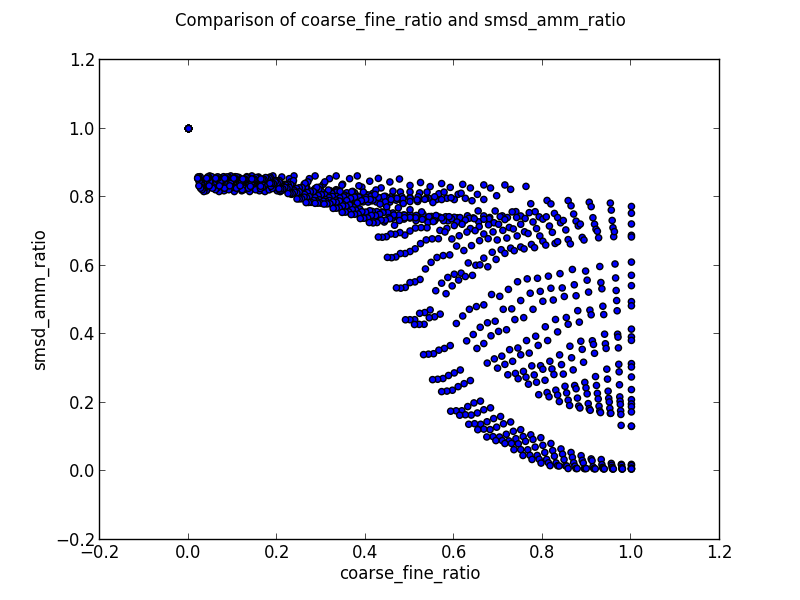 Comparison of coarse_fine_ratio and smsd_amm_ratio
1.2
1.0
0.8
0.6
0.4
0.2
0.0
−0.2
smsd_amm_ratio
−0.2 0.0 0.2 0.4 0.6 0.8 1.0 1.2
coarse_fine_ratio